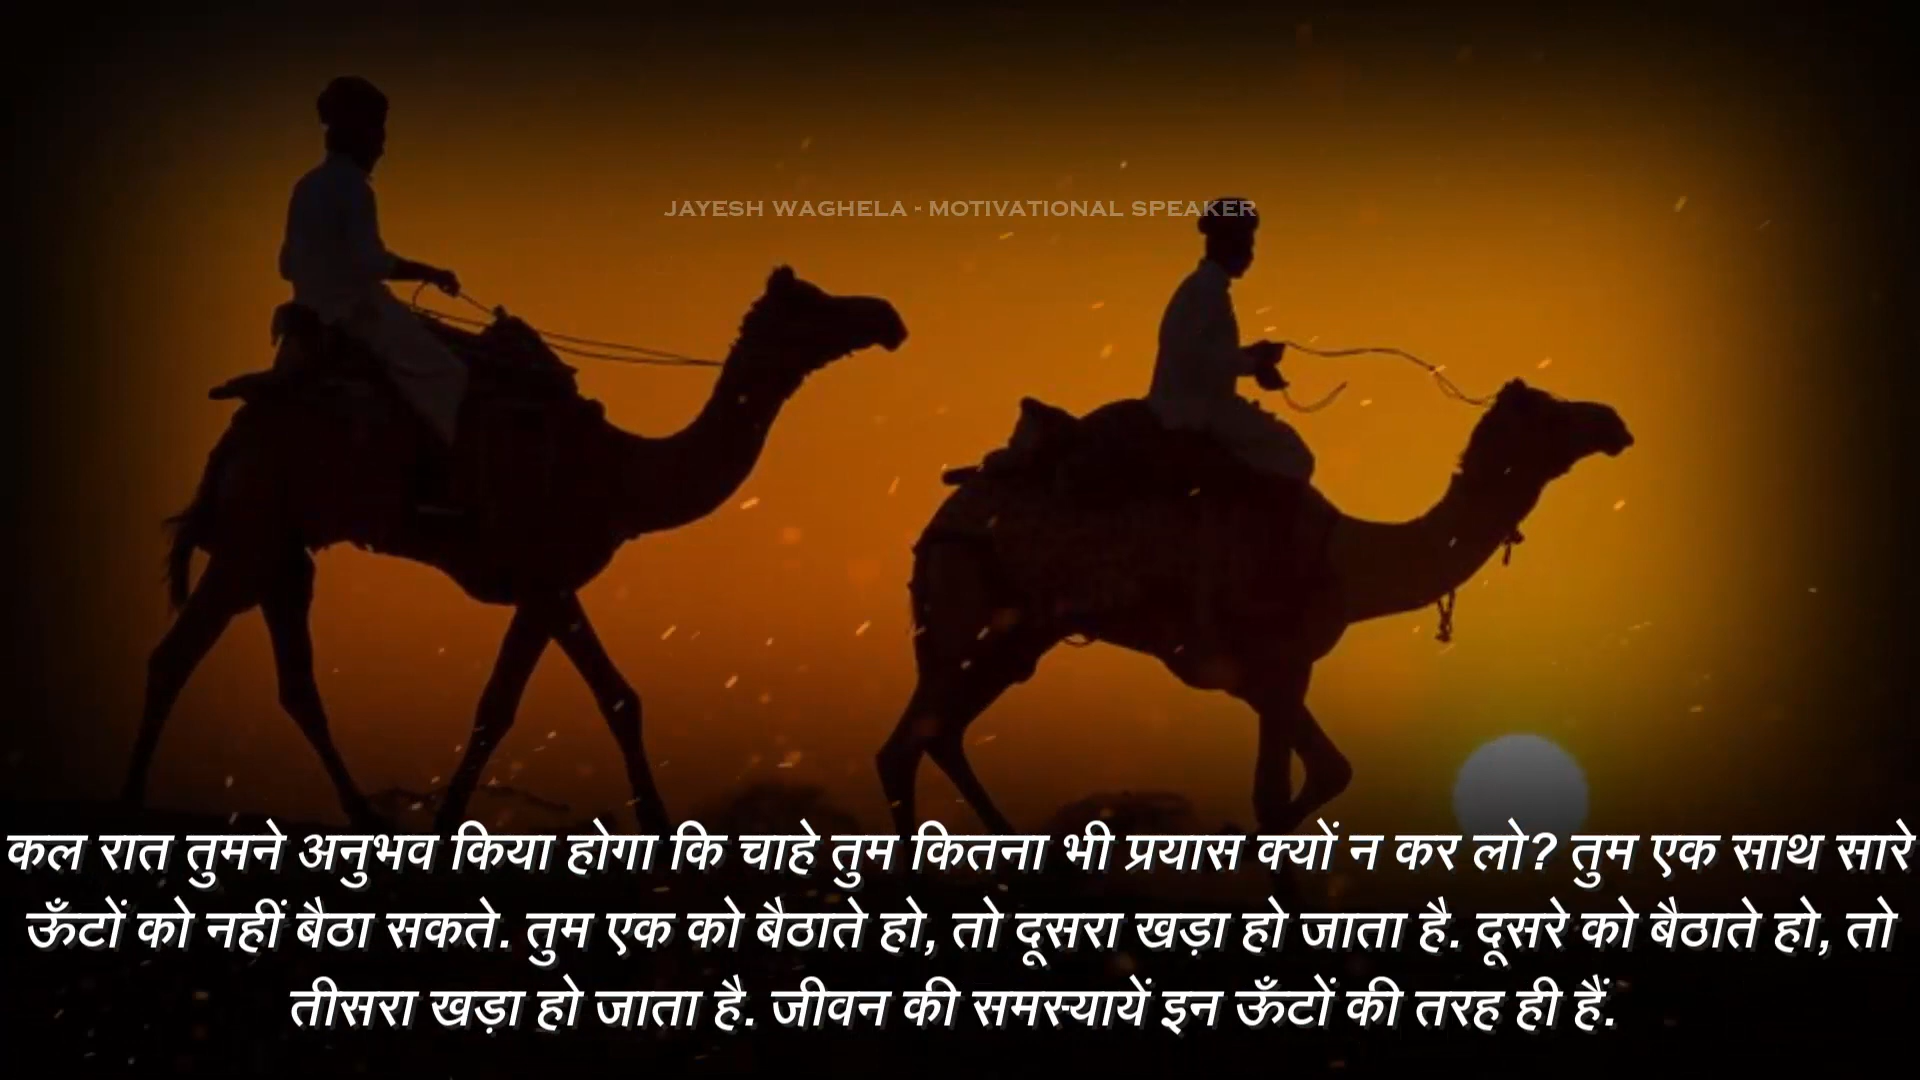 JAYESH WAGHELA - MOTIVATIONAL SPEAKER
कल रात तुमने अनुभव किया होगा कि चाहे तुम कितना भी प्रयास क्यों न कर लो? तुम एक साथ सारे
ऊँटों को नहीं बैठा सकते. तुम एक को बैठाते हो, तो दूसरा खड़ा हो जाता है. दूसरे को बैठाते हो, तो
तीसरा खड़ा हो जाता है. जीवन की समस्यायें इन ऊँटों की तरह ही हैं.